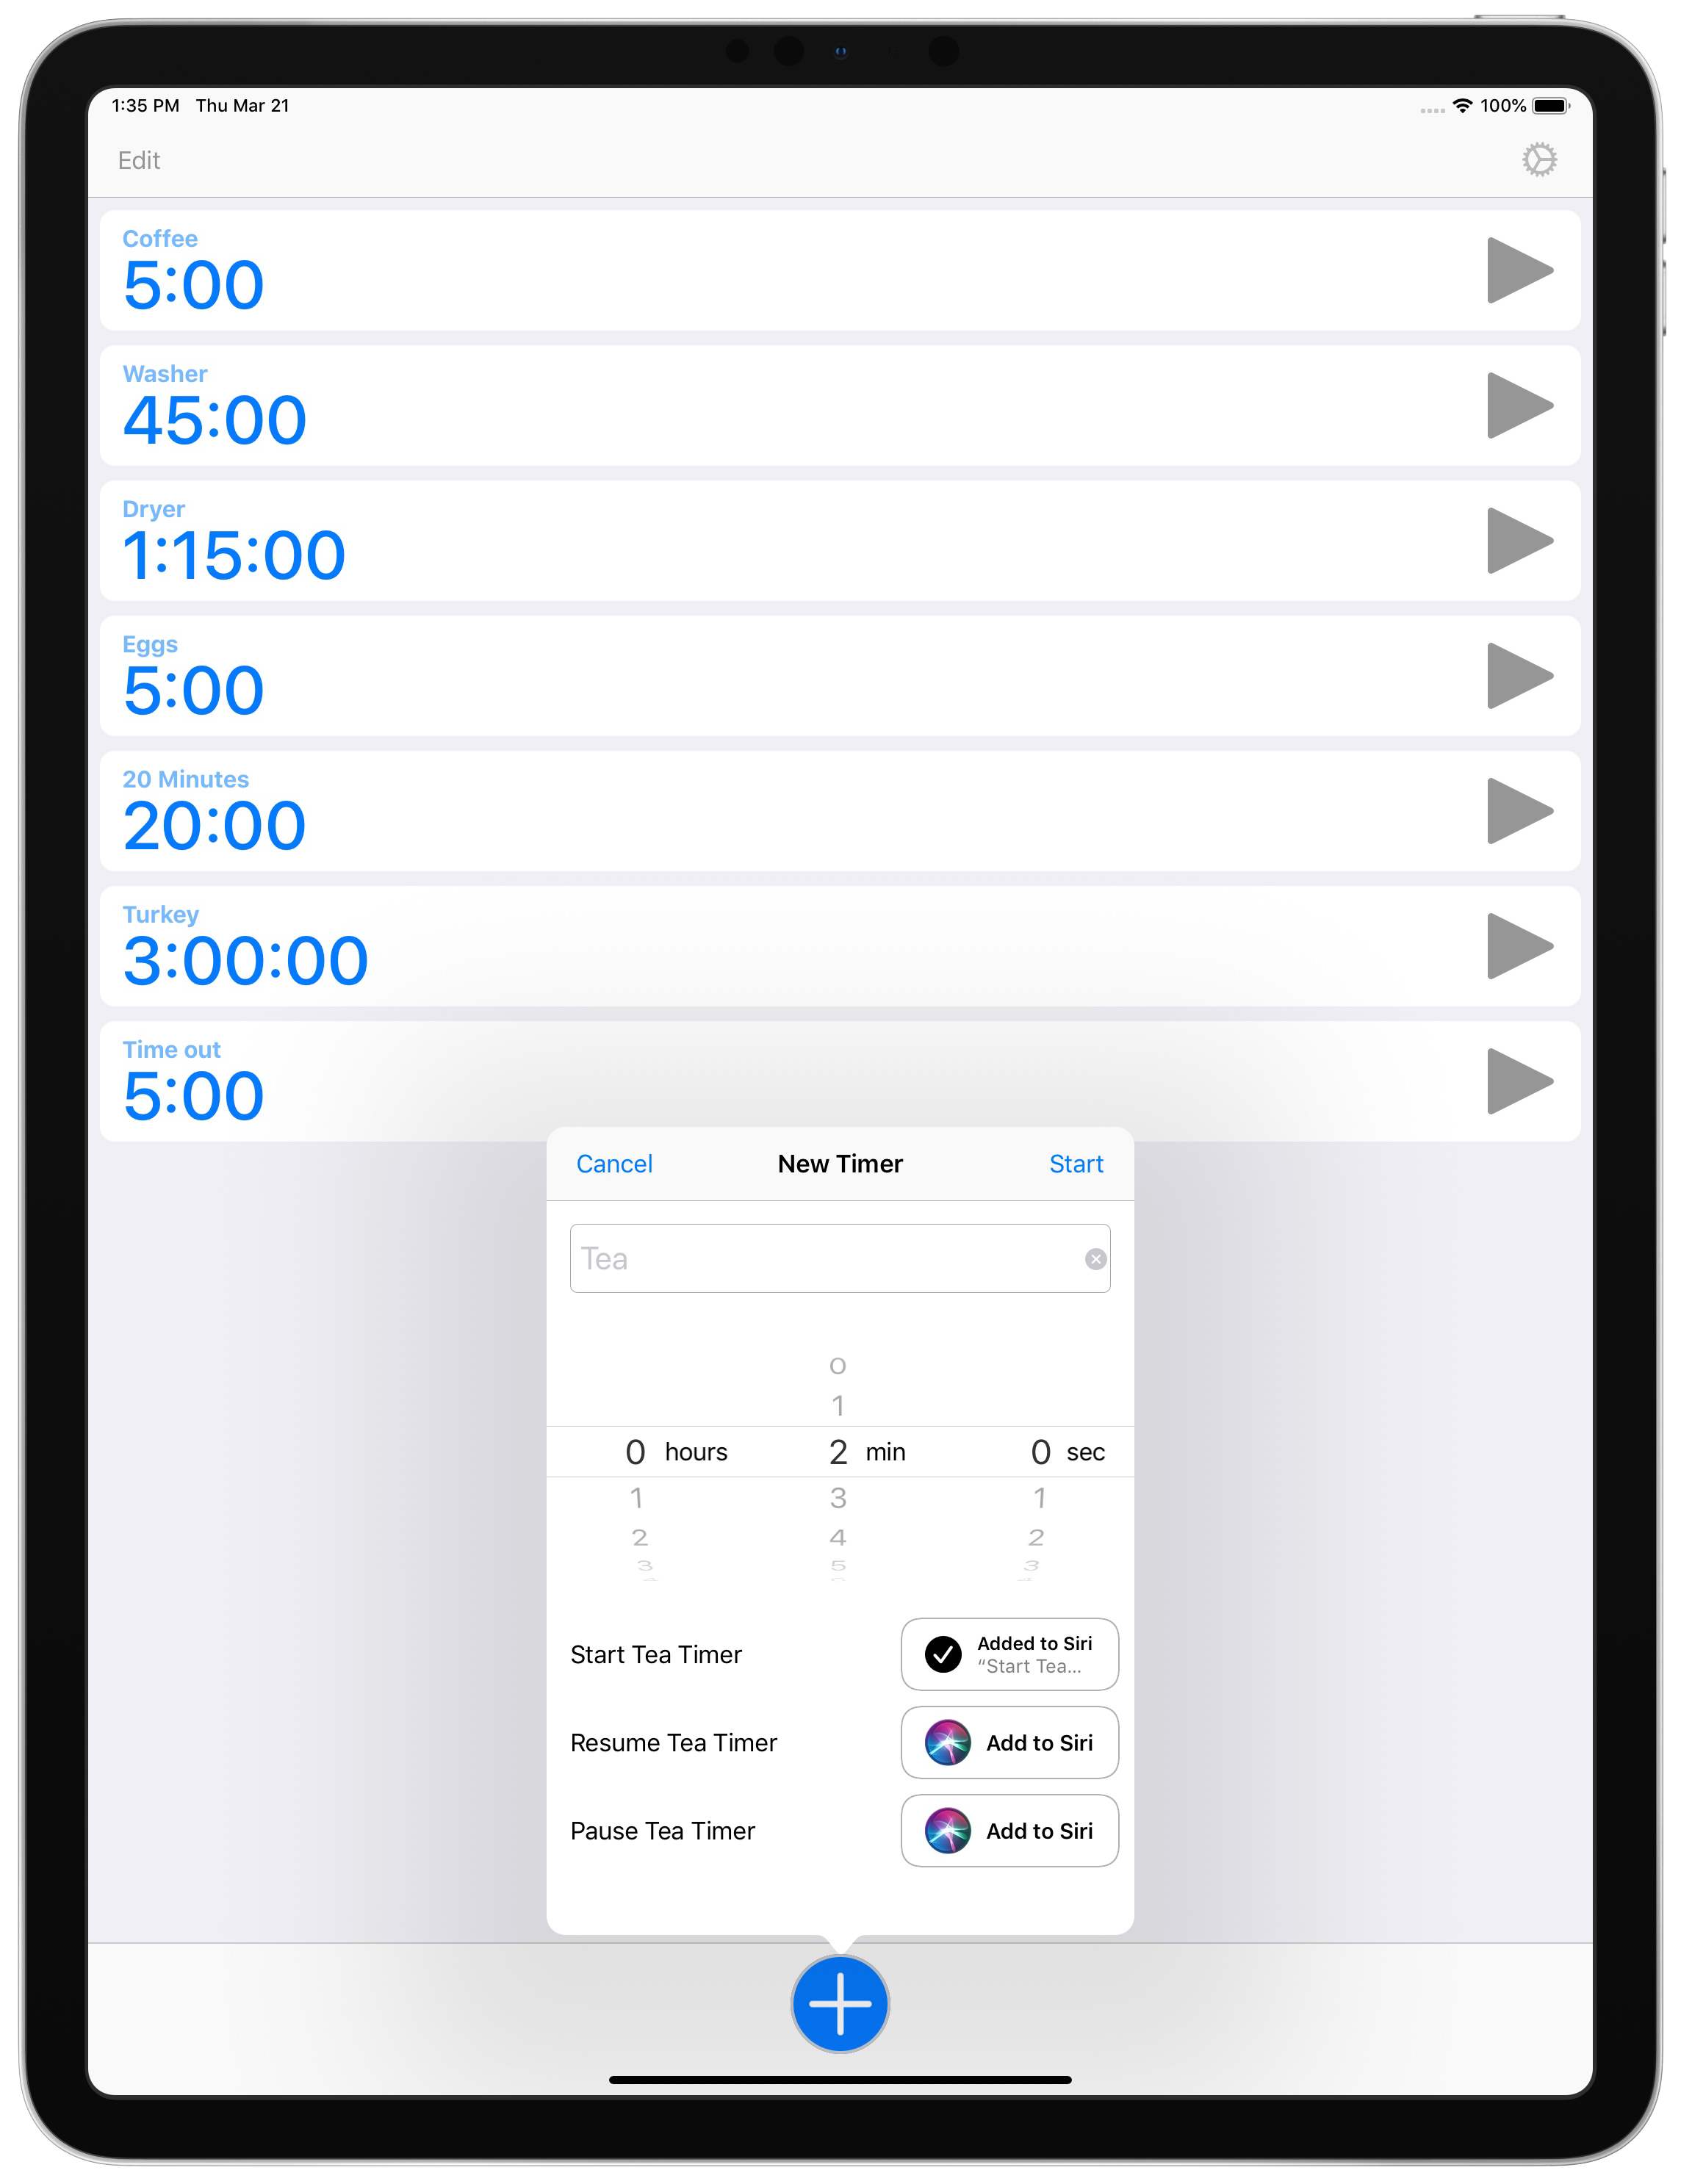 1:35 PM Thu Mar 21
100%
Edit
Coffee
5:00
Washer
45:00
Dryer
1:15:00
Eggs
5:00
20 Minutes
20:00
Turkey
3:00:00
Time out
5:00
Cancel New Timer Start
Tea
0
1
0 hours 2 min 0 sec
1 3 1
2 4 2
3 5 3
Start Tea Timer
Added to Siri
“Start Tea...
Resume Tea Timer
Add to Siri
Pause Tea Timer
Add to Siri